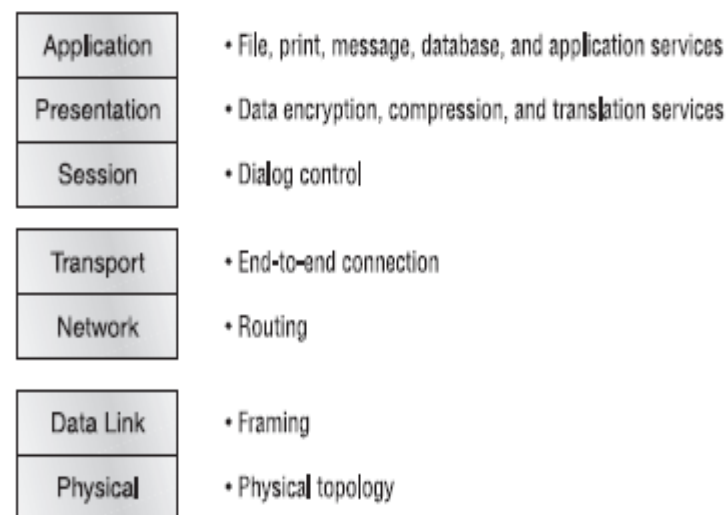 Application • File, print, message, database, and application services
Presentation • Data encryption, compression, and translation services
Session • Dialog control
Transport • End-to-end connection
Network • Routing
Data Link • Framing
Physical • Physical topology